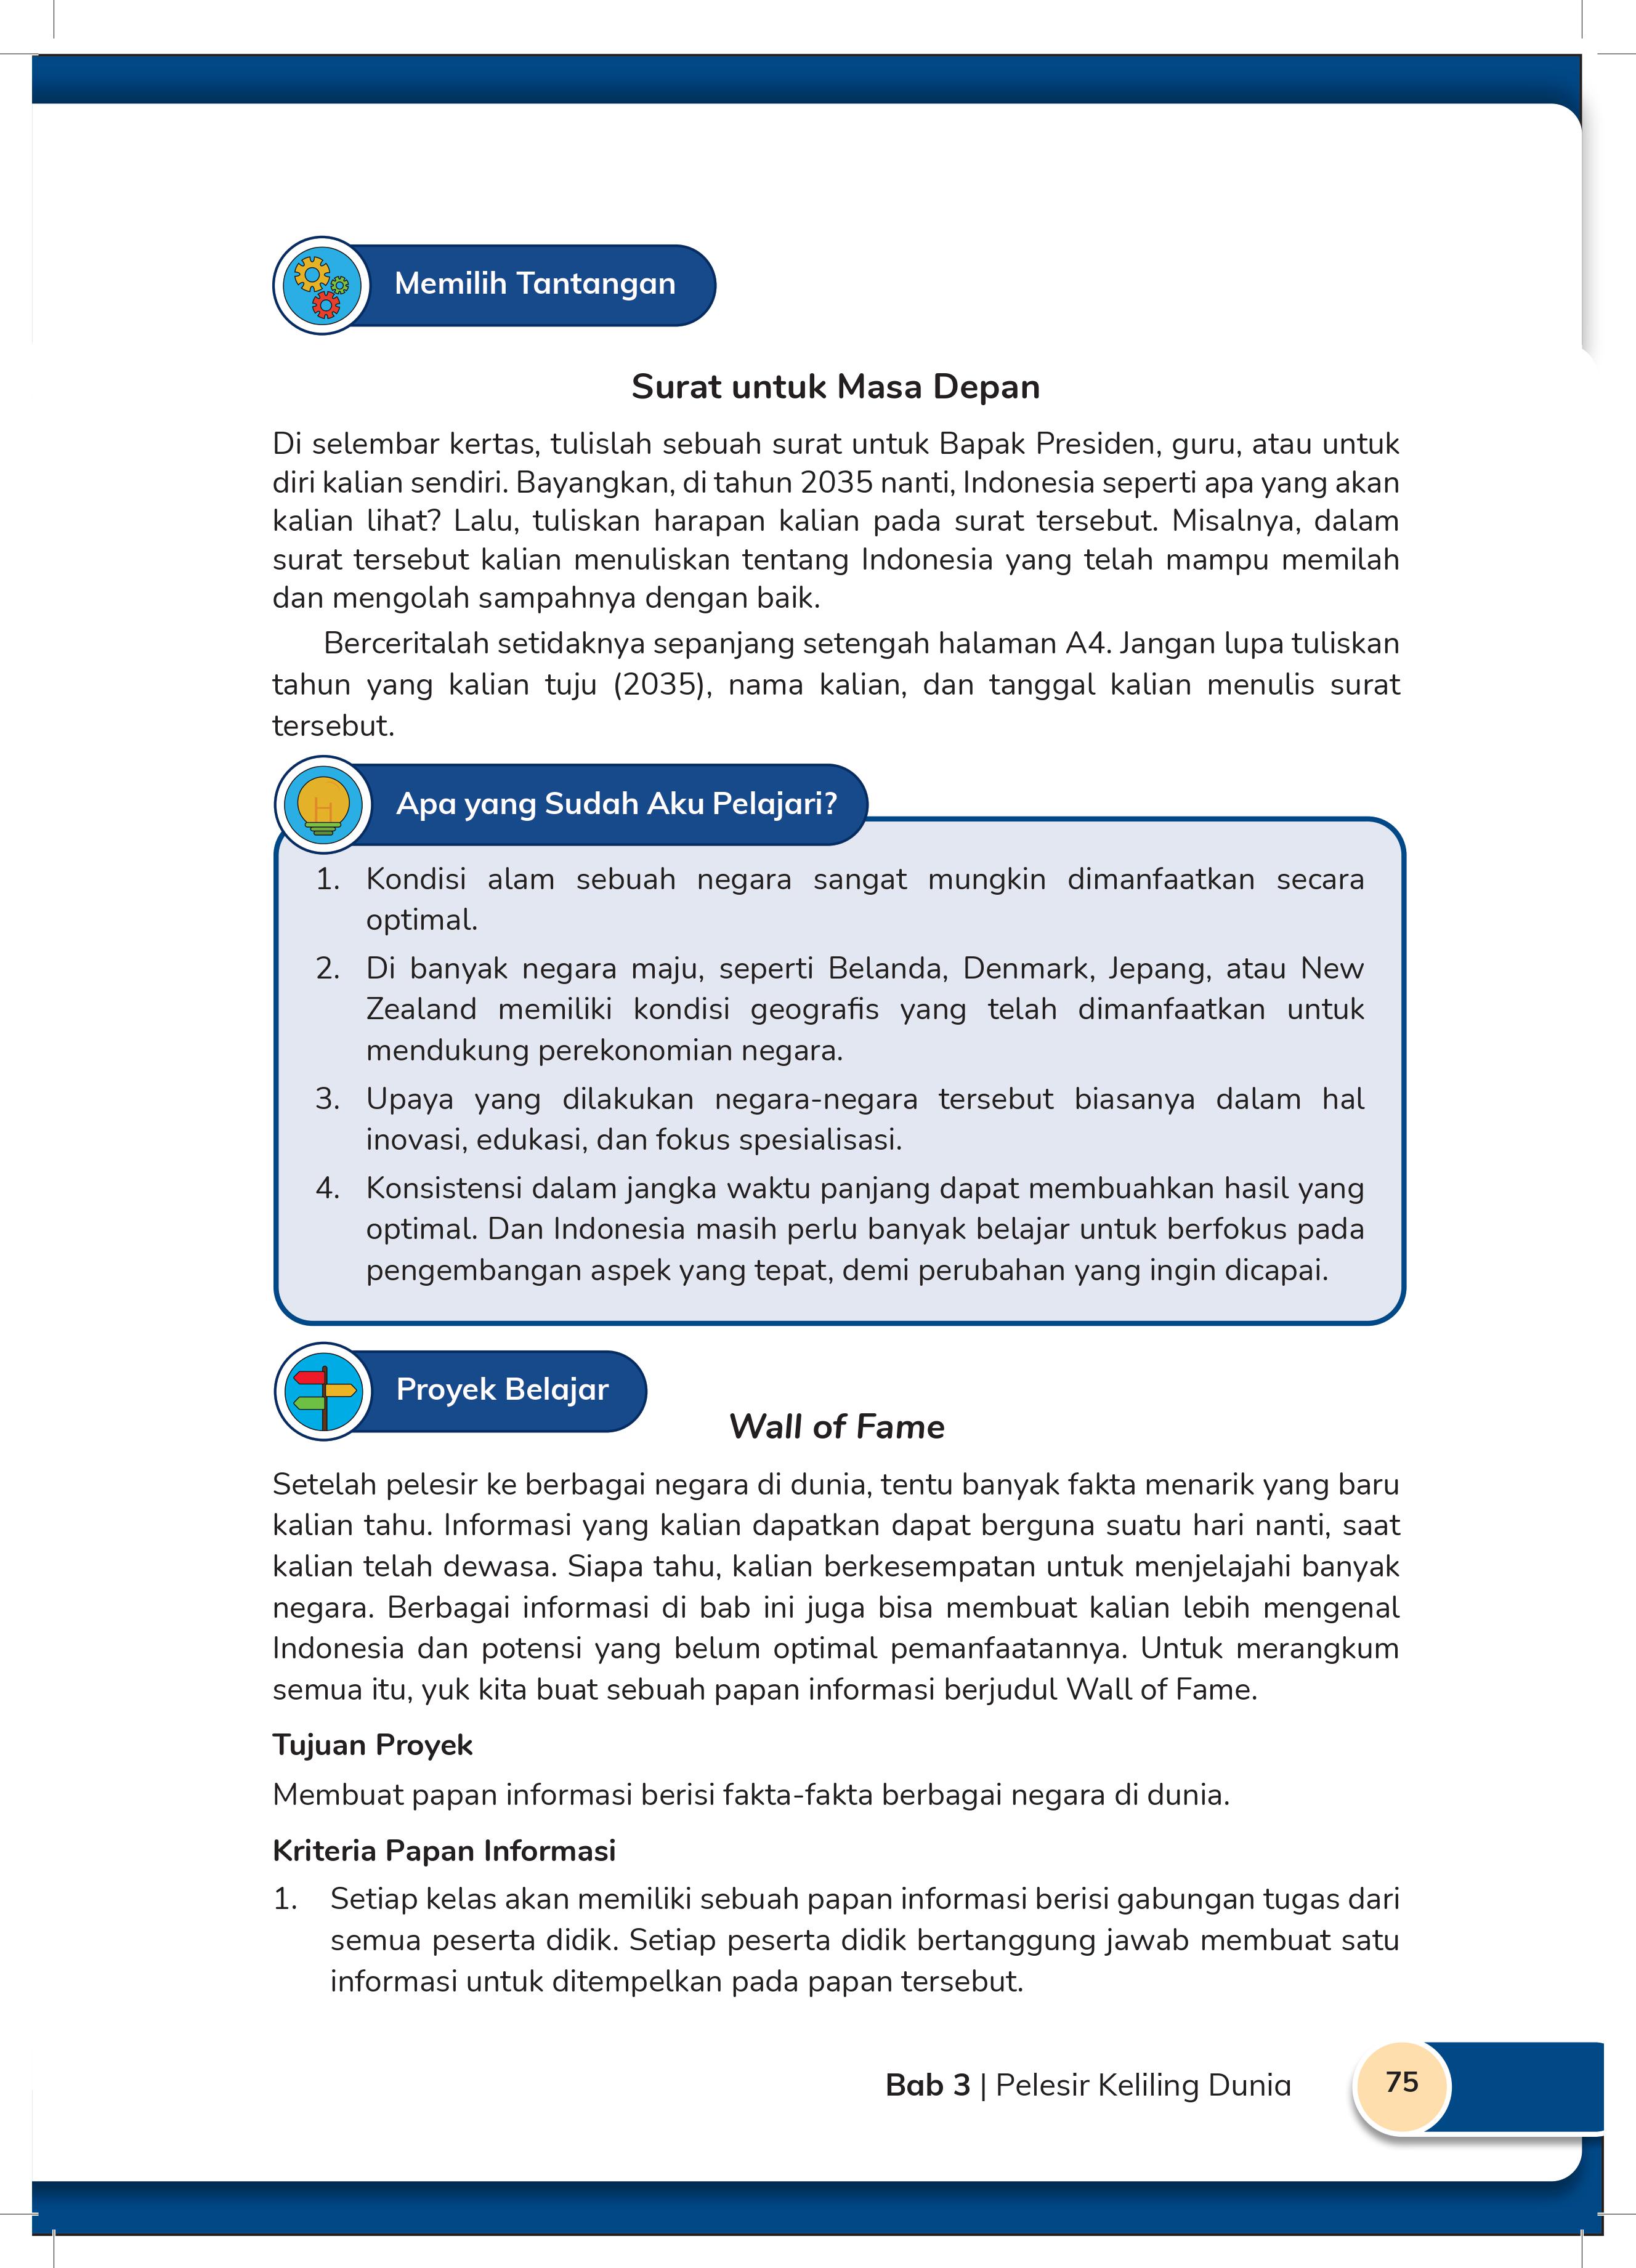 Memilih Tantangan
Surat untuk Masa Depan
Di selembar kertas, tulislah sebuah surat untuk Bapak Presiden, guru, atau untuk
diri kalian sendiri. Bayangkan, di tahun 2035 nanti, Indonesia seperti apa yang akan
kalian lihat? Lalu, tuliskan harapan kalian pada surat tersebut. Misalnya, dalam
surat tersebut kalian menuliskan tentang Indonesia yang telah mampu memilah
dan mengolah sampahnya dengan baik.
Berceritalah setidaknya sepanjang setengah halaman A4. Jangan lupa tuliskan
tahun yang kalian tuju (2035), nama kalian, dan tanggal kalian menulis surat
tersebut.
Apa yang Sudah Aku Pelajari?
1. Kondisi alam sebuah negara sangat mungkin dimanfaatkan secara
optimal.
2. Di banyak negara maju, seperti Belanda, Denmark, Jepang, atau New
Zealand memiliki kondisi geografis yang telah dimanfaatkan untuk
mendukung perekonomian negara.
3. Upaya yang dilakukan negara-negara tersebut biasanya dalam hal
inovasi, edukasi, dan fokus spesialisasi.
4. Konsistensi dalam jangka waktu panjang dapat membuahkan hasil yang
optimal. Dan Indonesia masih perlu banyak belajar untuk berfokus pada
pengembangan aspek yang tepat, demi perubahan yang ingin dicapai.
Proyek Belajar
Wall of Fame
Setelah pelesir ke berbagai negara di dunia, tentu banyak fakta menarik yang baru
kalian tahu. Informasi yang kalian dapatkan dapat berguna suatu hari nanti, saat
kalian telah dewasa. Siapa tahu, kalian berkesempatan untuk menjelajahi banyak
negara. Berbagai informasi di bab ini juga bisa membuat kalian lebih mengenal
Indonesia dan potensi yang belum optimal pemanfaatannya. Untuk merangkum
semua itu, yuk kita buat sebuah papan informasi berjudul Wall of Fame.
Tujuan Proyek
Membuat papan informasi berisi fakta-fakta berbagai negara di dunia.
Kriteria Papan Informasi
1. Setiap kelas akan memiliki sebuah papan informasi berisi gabungan tugas dari
semua peserta didik. Setiap peserta didik bertanggung jawab membuat satu
informasi untuk ditempelkan pada papan tersebut.
Bab 3 | Pelesir Keliling Dunia
75